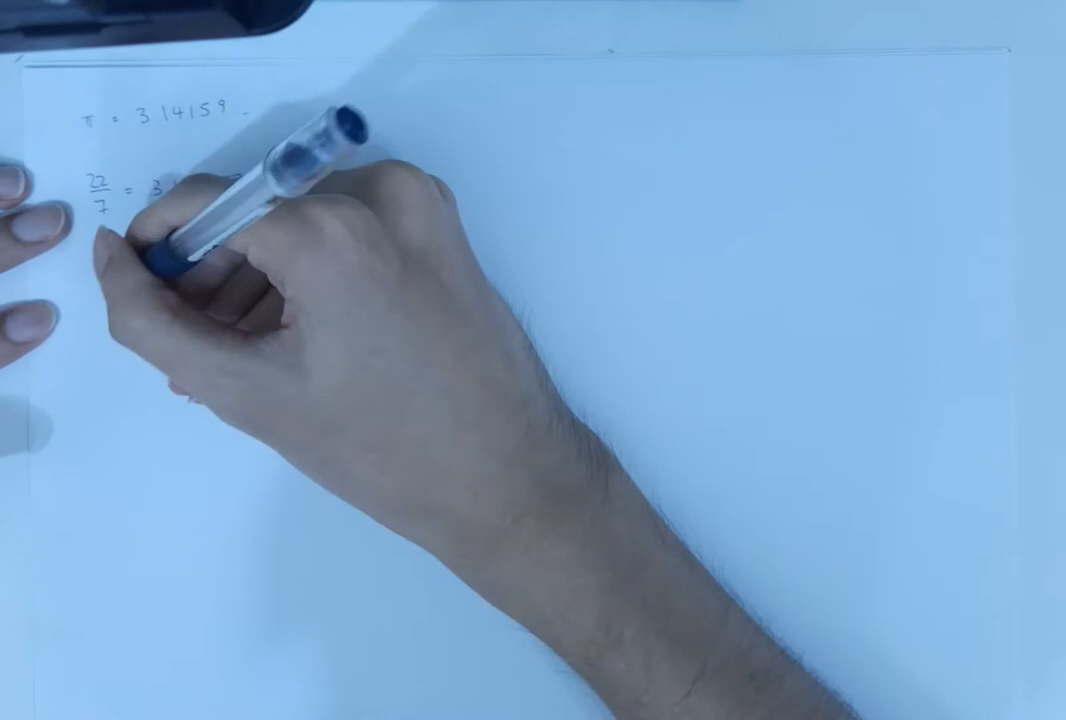 π = 3 14159 .
22/7 = 3